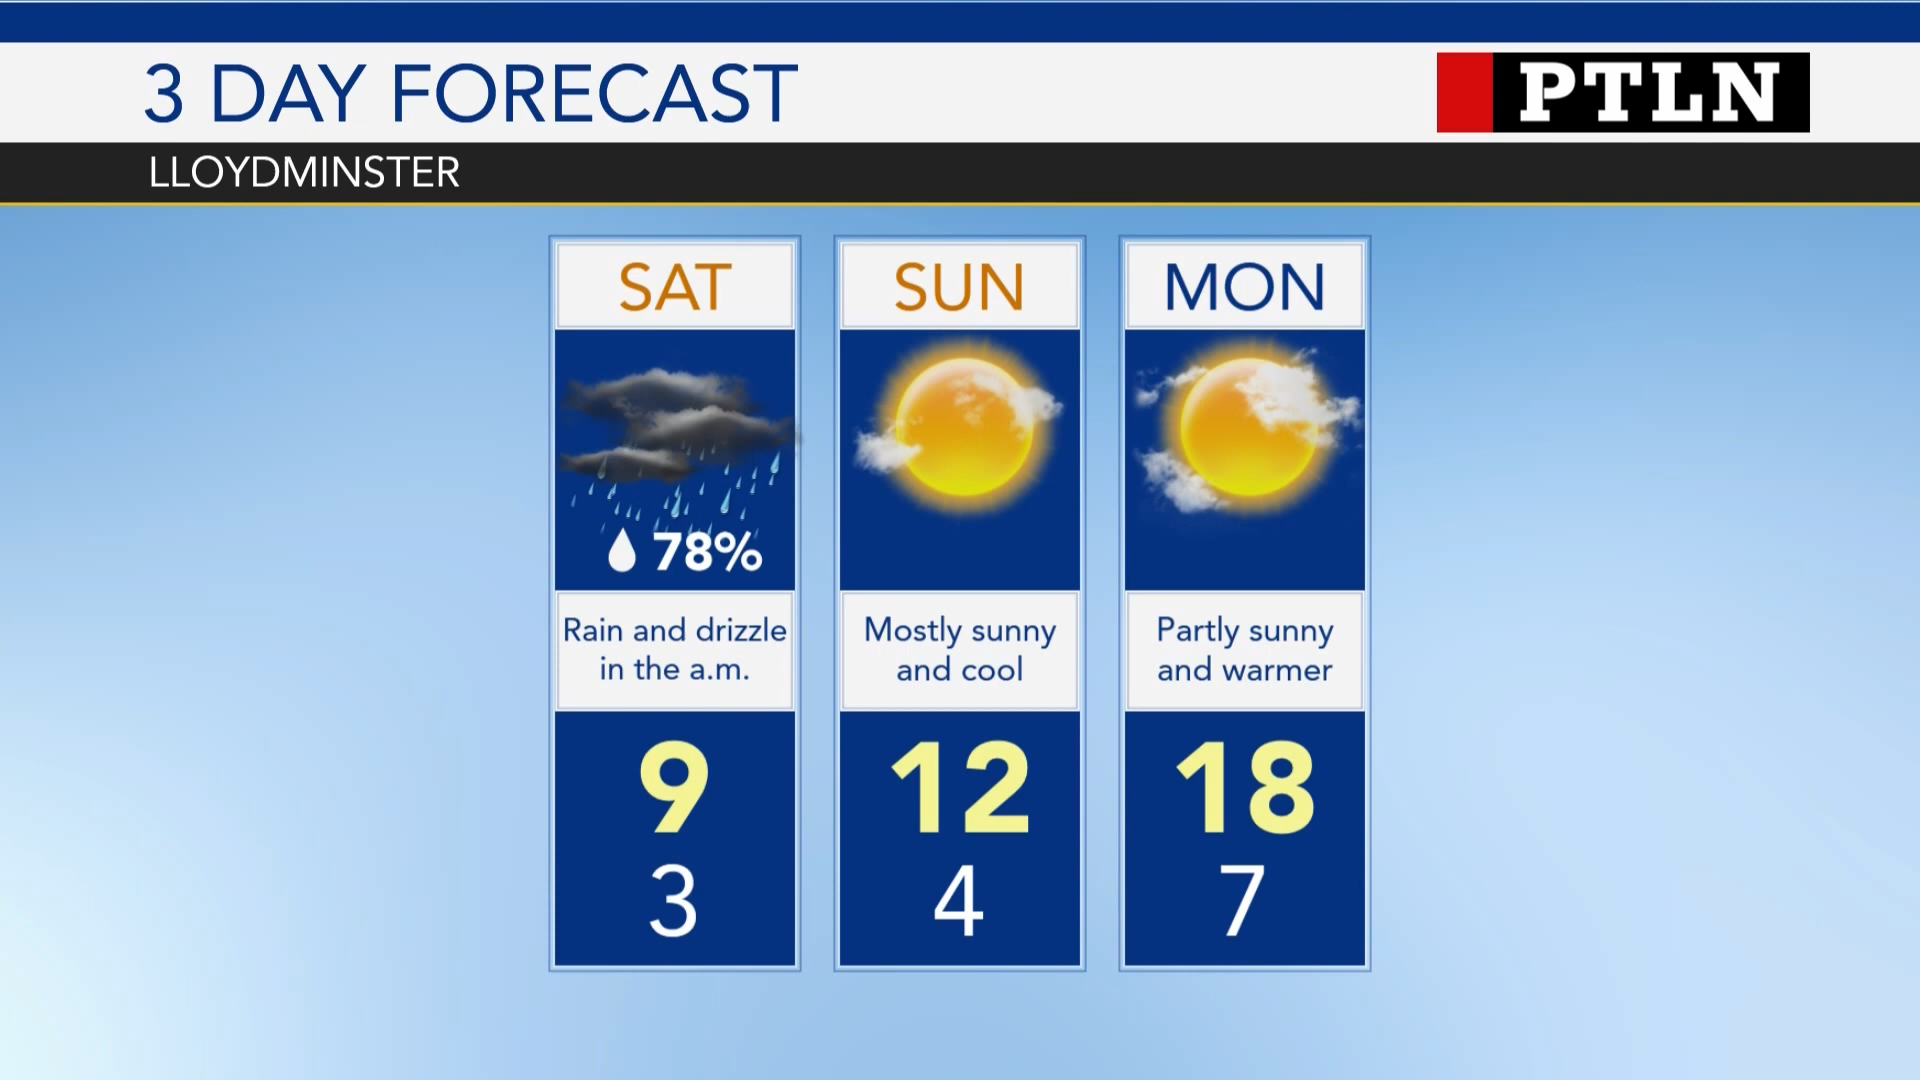 3 DAY FORECAST
PTLN
LLOYDMINSTER
SAT
78%
Rain and drizzle
in the a.m.
9
3
SUN
Mostly sunny
and cool
12
4
MON
Partly sunny
and warmer
18
7